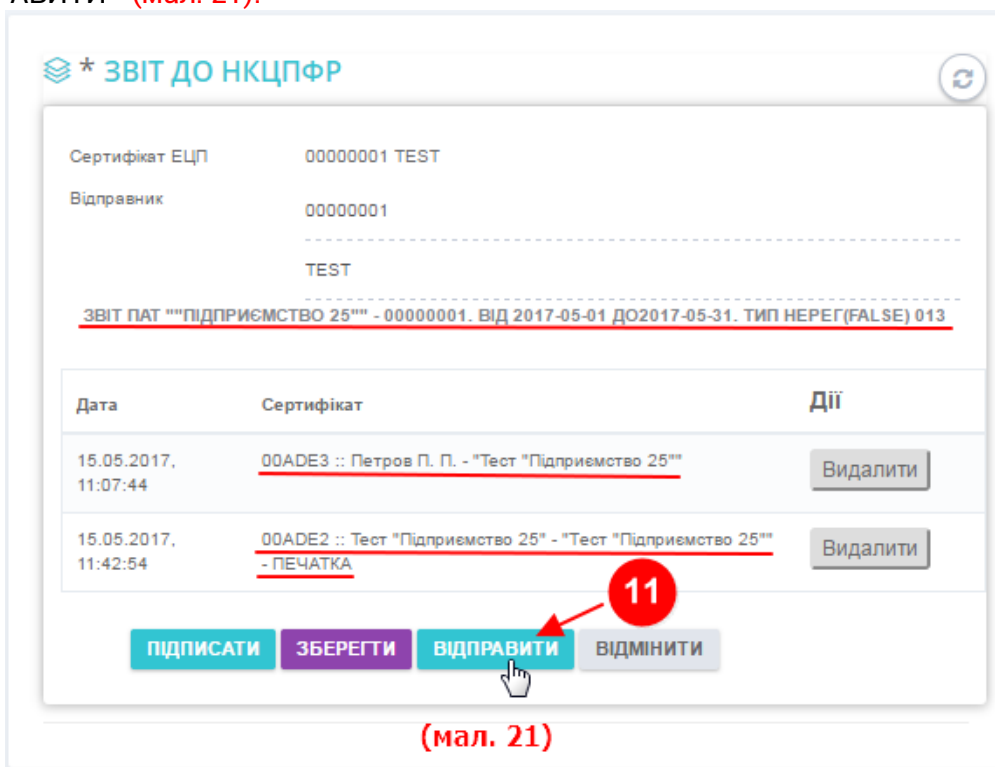 АВИТИ" (мал. 21).
* ЗВІТ ДО НКЦПФР
Сертифікат ЕЦП 00000001 TEST
Відправник 00000001
TEST
ЗВІТ ПАТ ""ПІДПРИЄМСТВО 25"" - 00000001. ВІД 2017-05-01 ДО2017-05-31. ТИП НЕРЕГ(FALSE) 013
Дата Сертифікат Дії
15.05.2017, 00ADE3 :: Петров П. П. - "Тест "Підприємство 25"" Видалити
11:07:44
15.05.2017, 00ADE2 :: Тест "Підприємство 25" - "Тест "Підприємство 25"" Видалити
11:42:54 - ПЕЧАТКА
11
ПІДПИСАТИ ЗБЕРЕГТИ ВІДПРАВИТИ ВІДМІНИТИ
(мал. 21)